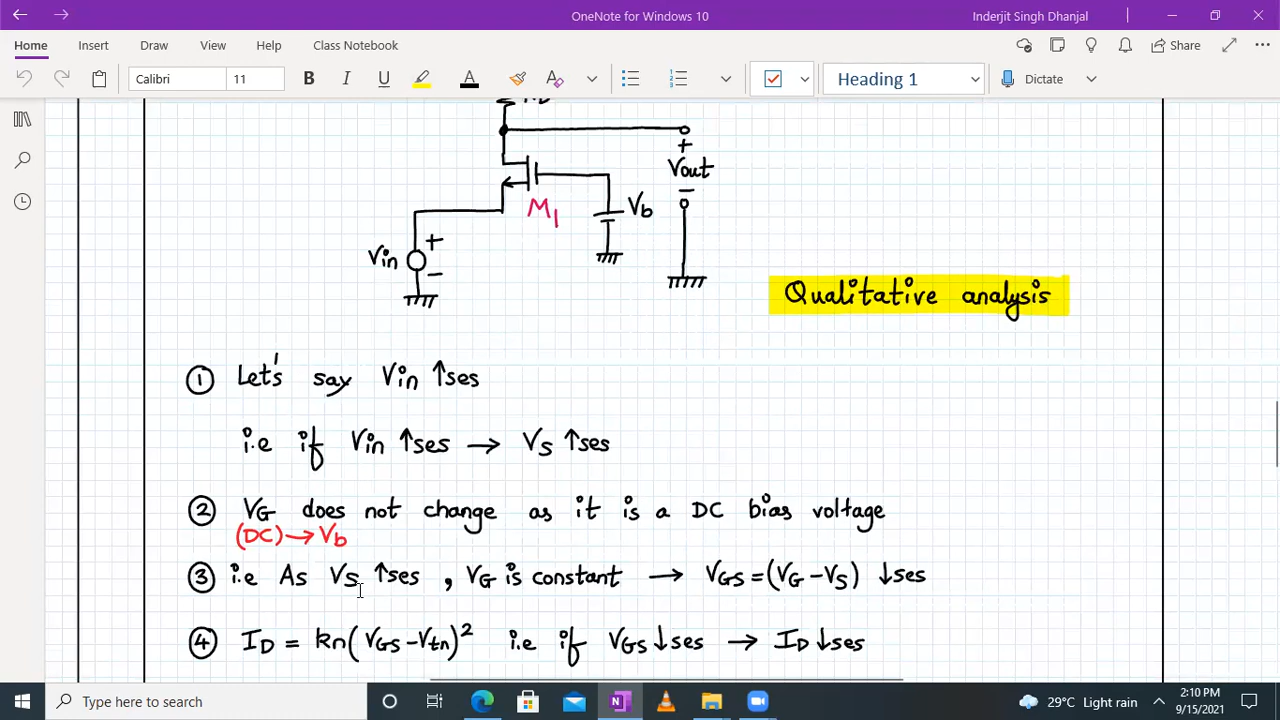 OneNote for Windows 10
Inderjit Singh Dhanjal
Home Insert Draw View Help Class Notebook Share
Calibri 11 B I U A Heading 1 Dictate
+
Vout
−
M1
Vb
Vin
+
−
Qualitative analysis
① Let's say Vin ↑ses
i.e if Vin ↑ses → VS ↑ses
② VG does not change as it is a DC bias voltage
(DC) → Vb
③ i.e As VS ↑ses , VG is constant → VGS = (VG - VS) ↓ses
④ ID = kn(VGS - Vtn)² i.e if VGS ↓ses → ID ↓ses
Type here to search
29°C Light rain
2:10 PM
9/15/2021